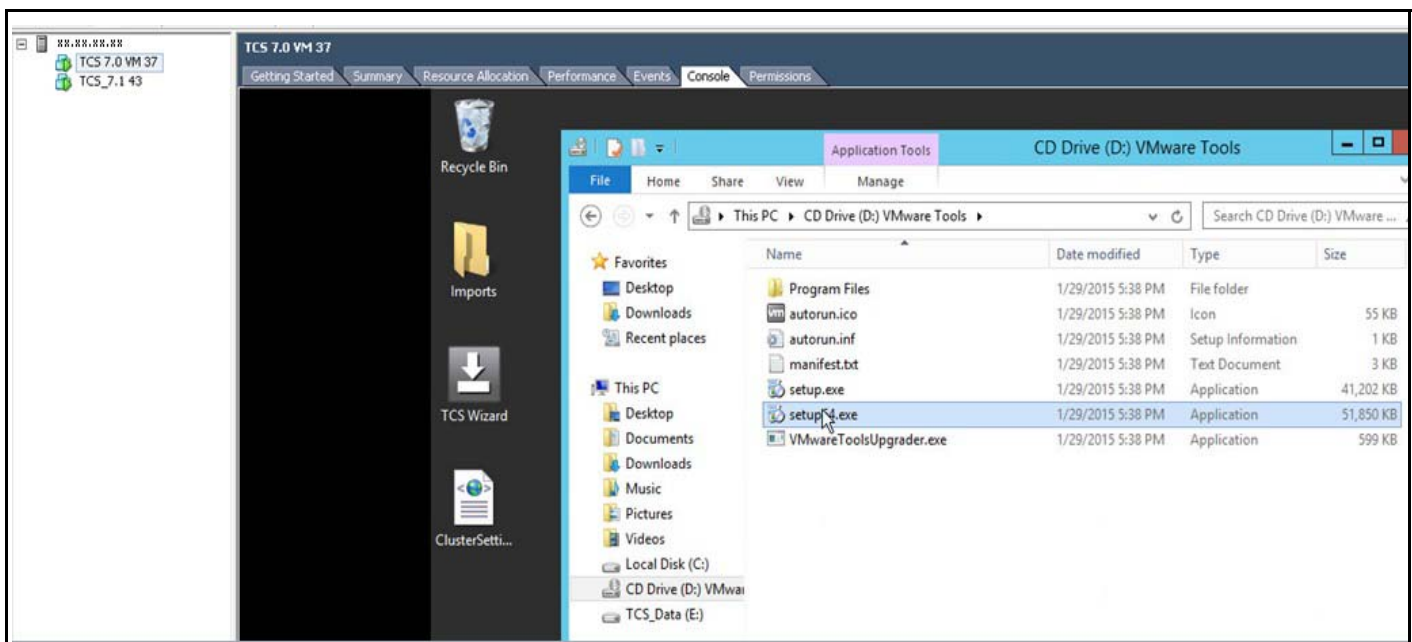 xx.xx.xx.xx
TCS 7.0 VM 37
TCS_7.1 43
TCS 7.0 VM 37
Getting Started Summary Resource Allocation Performance Events Console Permissions
Recycle Bin
Imports
TCS Wizard
ClusterSetti...
Application Tools
CD Drive (D:) VMware Tools
File Home Share View Manage
This PC CD Drive (D:) VMware Tools
Search CD Drive (D:) VMware ...
Favorites
Desktop
Downloads
Recent places
This PC
Desktop
Documents
Downloads
Music
Pictures
Videos
Local Disk (C:)
CD Drive (D:) VMwar
TCS_Data (E:)
Name Date modified Type Size
Program Files 1/29/2015 5:38 PM File folder
autorun.ico 1/29/2015 5:38 PM Icon 55 KB
autorun.inf 1/29/2015 5:38 PM Setup Information 1 KB
manifest.txt 1/29/2015 5:38 PM Text Document 3 KB
setup.exe 1/29/2015 5:38 PM Application 41,202 KB
setup64.exe 1/29/2015 5:38 PM Application 51,850 KB
VMwareToolsUpgrader.exe 1/29/2015 5:38 PM Application 599 KB